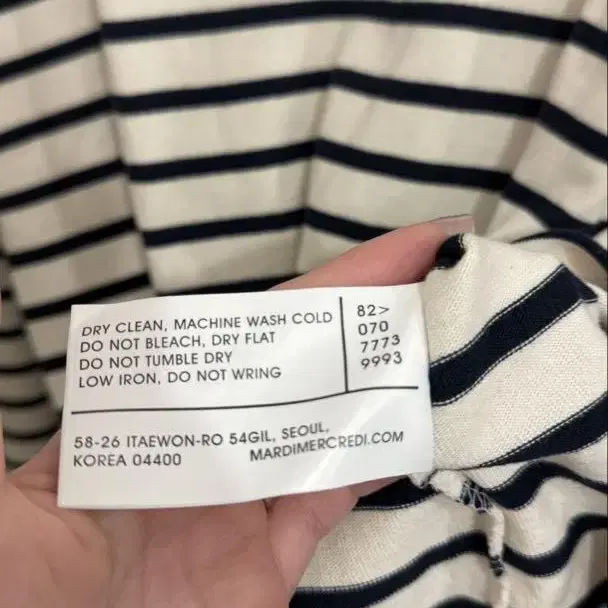 DRY CLEAN, MACHINE WASH COLD
DO NOT BLEACH, DRY FLAT
DO NOT TUMBLE DRY
LOW IRON, DO NOT WRING
82>
070
7773
9993
58-26 ITAEWON-RO 54GIL, SEOUL,
KOREA 04400
MARDIMERCREDI.COM